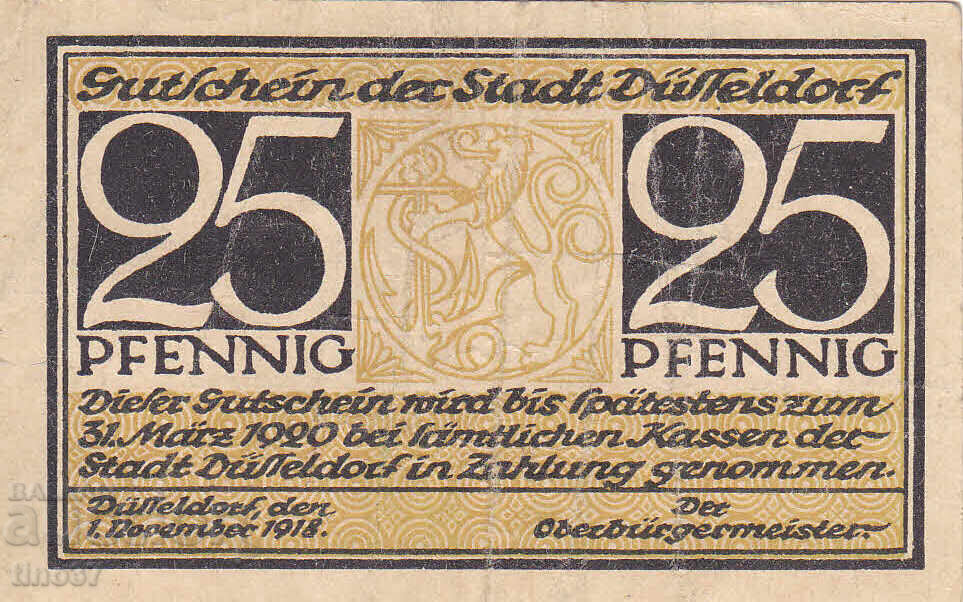 Gutschein der Stadt Düsseldorf
25 25
PFENNIG PFENNIG
Dieser Gutschein wird bis spätestens zum
31. März 1920 bei sämtlichen Kassen der
Stadt Düsseldorf in Zahlung genommen.
Düsseldorf, den
1. November 1918.
Der
Oberbürgermeister.
tino67